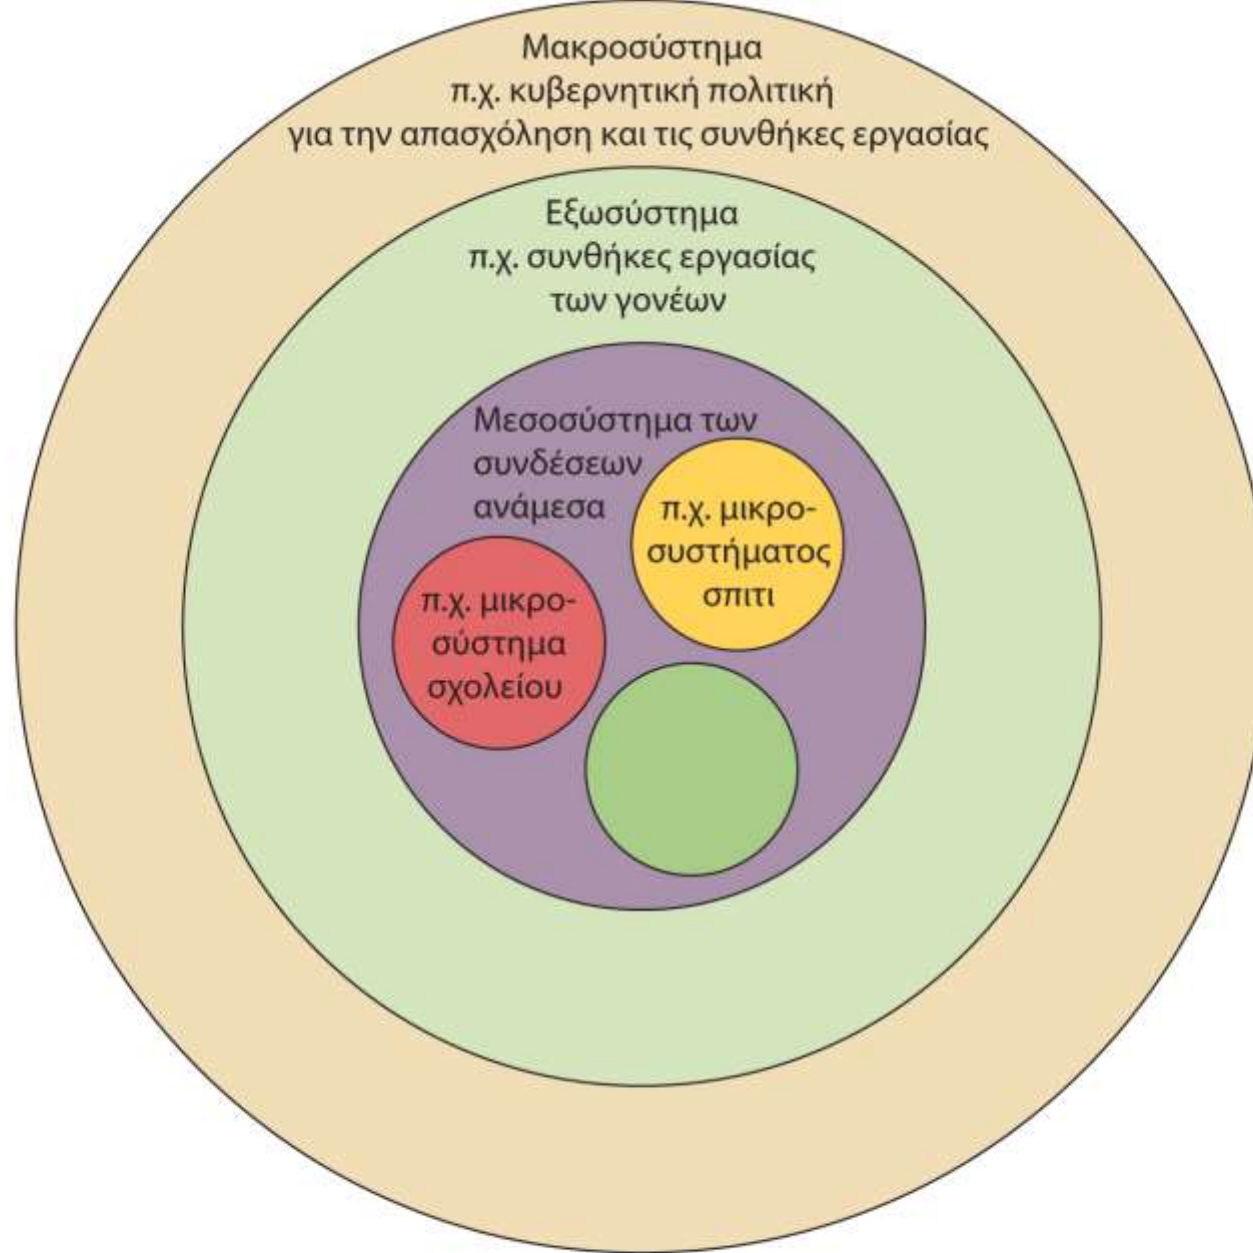 Μακροσύστημα
π.χ. κυβερνητική πολιτική
για την απασχόληση και τις συνθήκες εργασίας
Εξωσύστημα
π.χ. συνθήκες εργασίας
των γονέων
Μεσοσύστημα των
συνδέσεων
ανάμεσα
π.χ. μικρο-
συστήματος
σπιτι
π.χ. μικρο-
σύστημα
σχολείου